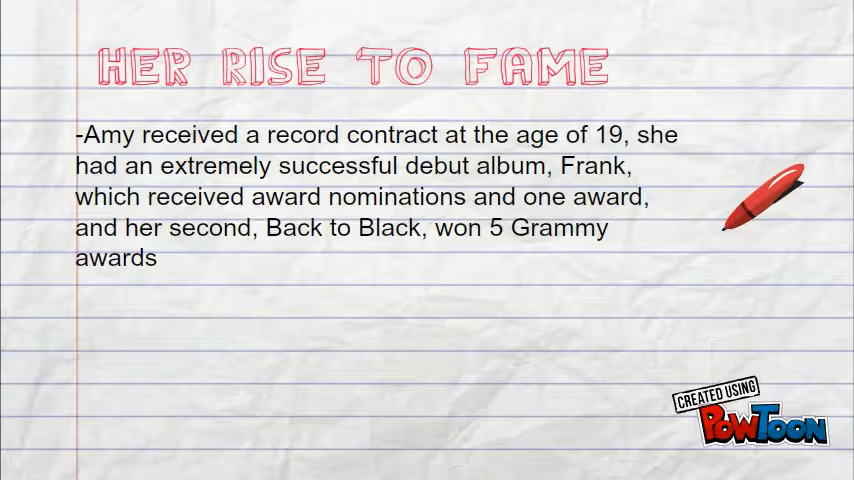 HER RISE TO FAME
-Amy received a record contract at the age of 19, she
had an extremely successful debut album, Frank,
which received award nominations and one award,
and her second, Back to Black, won 5 Grammy
awards
CREATED USING
POWTOON